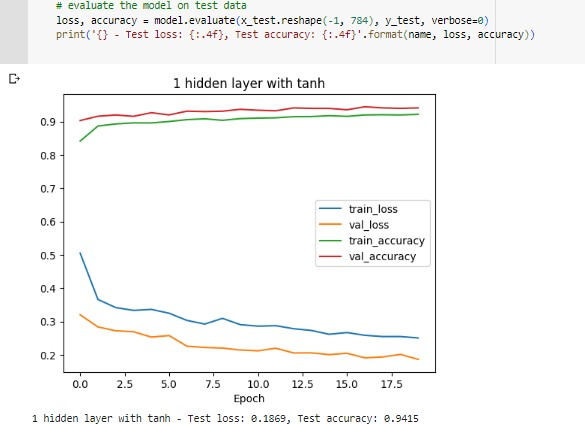 # evaluate the model on test data
loss, accuracy = model.evaluate(x_test.reshape(-1, 784), y_test, verbose=0)
print('{} - Test loss: {:.4f}, Test accuracy: {:.4f}'.format(name, loss, accuracy))
1 hidden layer with tanh
0.9
0.8
0.7
0.6
0.5
0.4
0.3
0.2
train_loss
val_loss
train_accuracy
val_accuracy
0.0 2.5 5.0 7.5 10.0 12.5 15.0 17.5
Epoch
1 hidden layer with tanh - Test loss: 0.1869, Test accuracy: 0.9415